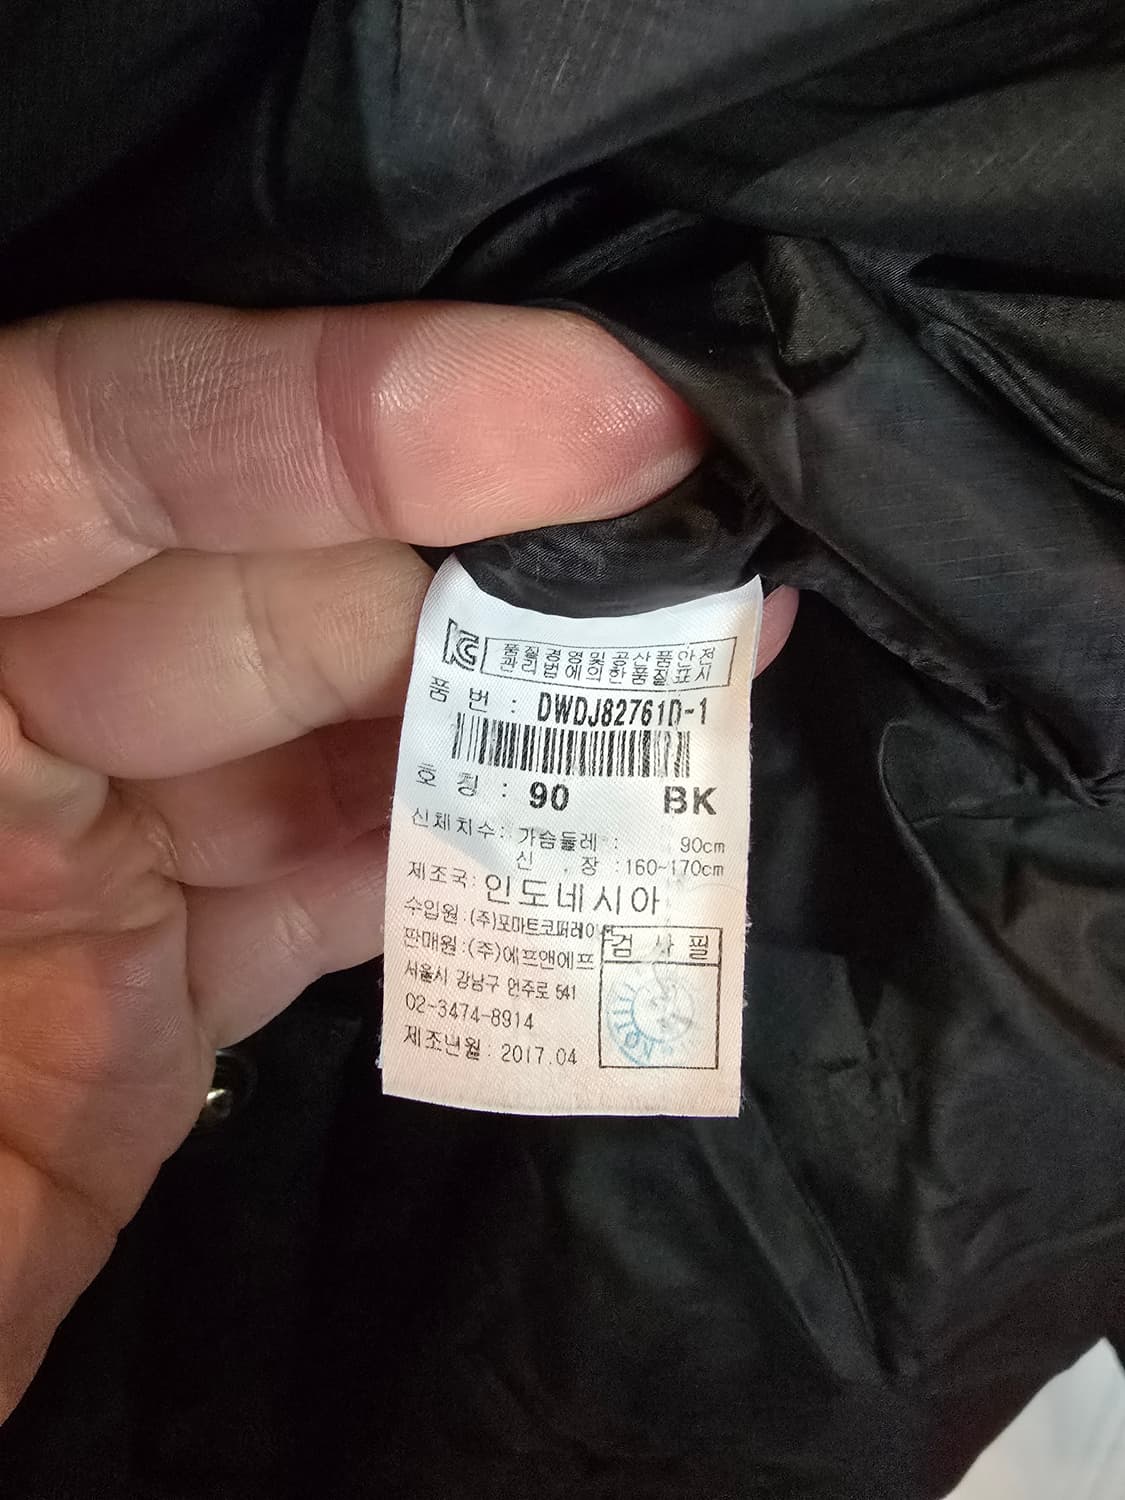 KC 품질경영및공산품안전
관리법에의한품질표시
품 번 : DWDJ82761D-1
호 칭 : 90 BK
신체치수: 가슴둘레 : 90cm
신 장 :160~170cm
제조국: 인도네시아
수입원:(주)포마트코퍼레이션
판매원:(주)에프앤에프
서울시 강남구 언주로 541
02-3474-8914
제조년월: 2017.04
검 사 필